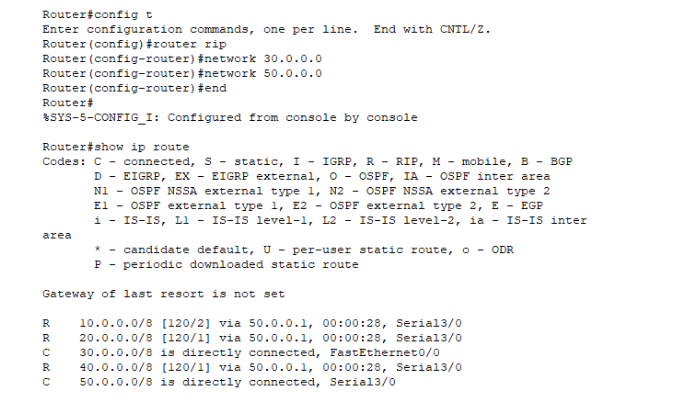 Router#config t
Enter configuration commands, one per line.  End with CNTL/Z.
Router(config)#router rip
Router(config-router)#network 30.0.0.0
Router(config-router)#network 50.0.0.0
Router(config-router)#end
Router#
%SYS-5-CONFIG_I: Configured from console by console

Router#show ip route
Codes: C - connected, S - static, I - IGRP, R - RIP, M - mobile, B - BGP
       D - EIGRP, EX - EIGRP external, O - OSPF, IA - OSPF inter area
       N1 - OSPF NSSA external type 1, N2 - OSPF NSSA external type 2
       E1 - OSPF external type 1, E2 - OSPF external type 2, E - EGP
       i - IS-IS, L1 - IS-IS level-1, L2 - IS-IS level-2, ia - IS-IS inter
area
       * - candidate default, U - per-user static route, o - ODR
       P - periodic downloaded static route

Gateway of last resort is not set

R    10.0.0.0/8 [120/2] via 50.0.0.1, 00:00:28, Serial3/0
R    20.0.0.0/8 [120/1] via 50.0.0.1, 00:00:28, Serial3/0
C    30.0.0.0/8 is directly connected, FastEthernet0/0
R    40.0.0.0/8 [120/1] via 50.0.0.1, 00:00:28, Serial3/0
C    50.0.0.0/8 is directly connected, Serial3/0